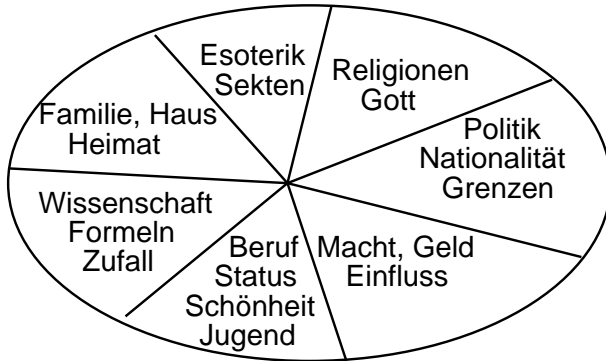 Esoterik
Sekten
Religionen
Gott
Politik
Nationalität
Grenzen
Macht, Geld
Einfluss
Beruf
Status
Schönheit
Jugend
Wissenschaft
Formeln
Zufall
Familie, Haus
Heimat